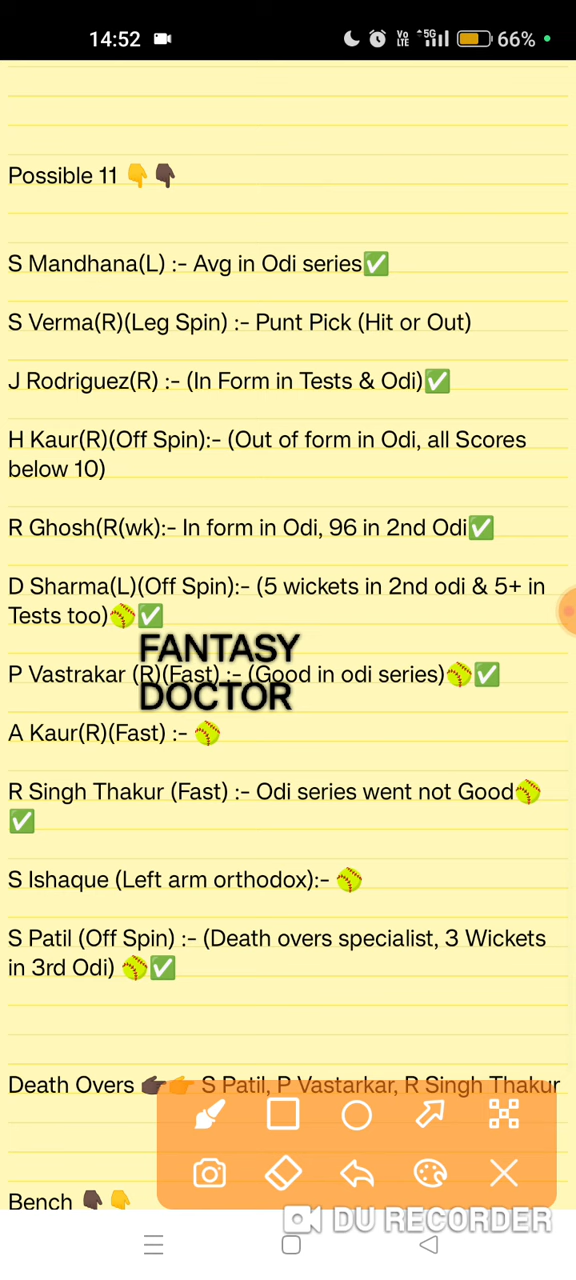 14:52
Vo LTE 5G 66%
Possible 11 👇👇🏿
S Mandhana(L) :- Avg in Odi series✅
S Verma(R)(Leg Spin) :- Punt Pick (Hit or Out)
J Rodriguez(R) :- (In Form in Tests & Odi)✅
H Kaur(R)(Off Spin):- (Out of form in Odi, all Scores
below 10)
R Ghosh(R(wk):- In form in Odi, 96 in 2nd Odi✅
D Sharma(L)(Off Spin):- (5 wickets in 2nd odi & 5+ in
Tests too)🥎✅
FANTASY
P Vastrakar (R)(Fast) :- (Good in odi series)🥎✅
DOCTOR
A Kaur(R)(Fast) :- 🥎
R Singh Thakur (Fast) :- Odi series went not Good🥎
✅
S Ishaque (Left arm orthodox):- 🥎
S Patil (Off Spin) :- (Death overs specialist, 3 Wickets
in 3rd Odi) 🥎✅
Death Overs 👉🏿👉 S Patil, P Vastarkar, R Singh Thakur
Bench 👇🏿👇
DU RECORDER